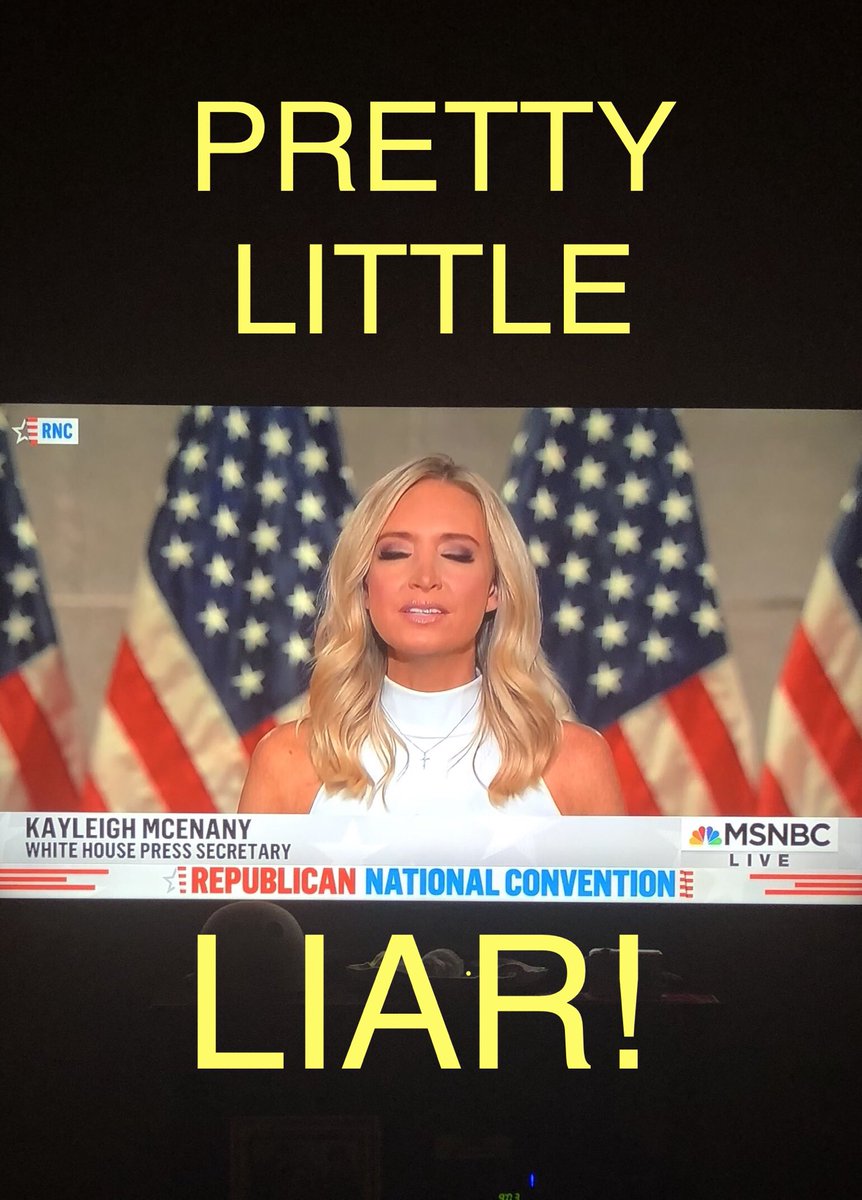 PRETTY
LITTLE
RNC
KAYLEIGH MCENANY
WHITE HOUSE PRESS SECRETARY
MSNBC
LIVE
REPUBLICAN NATIONAL CONVENTION
LIAR!